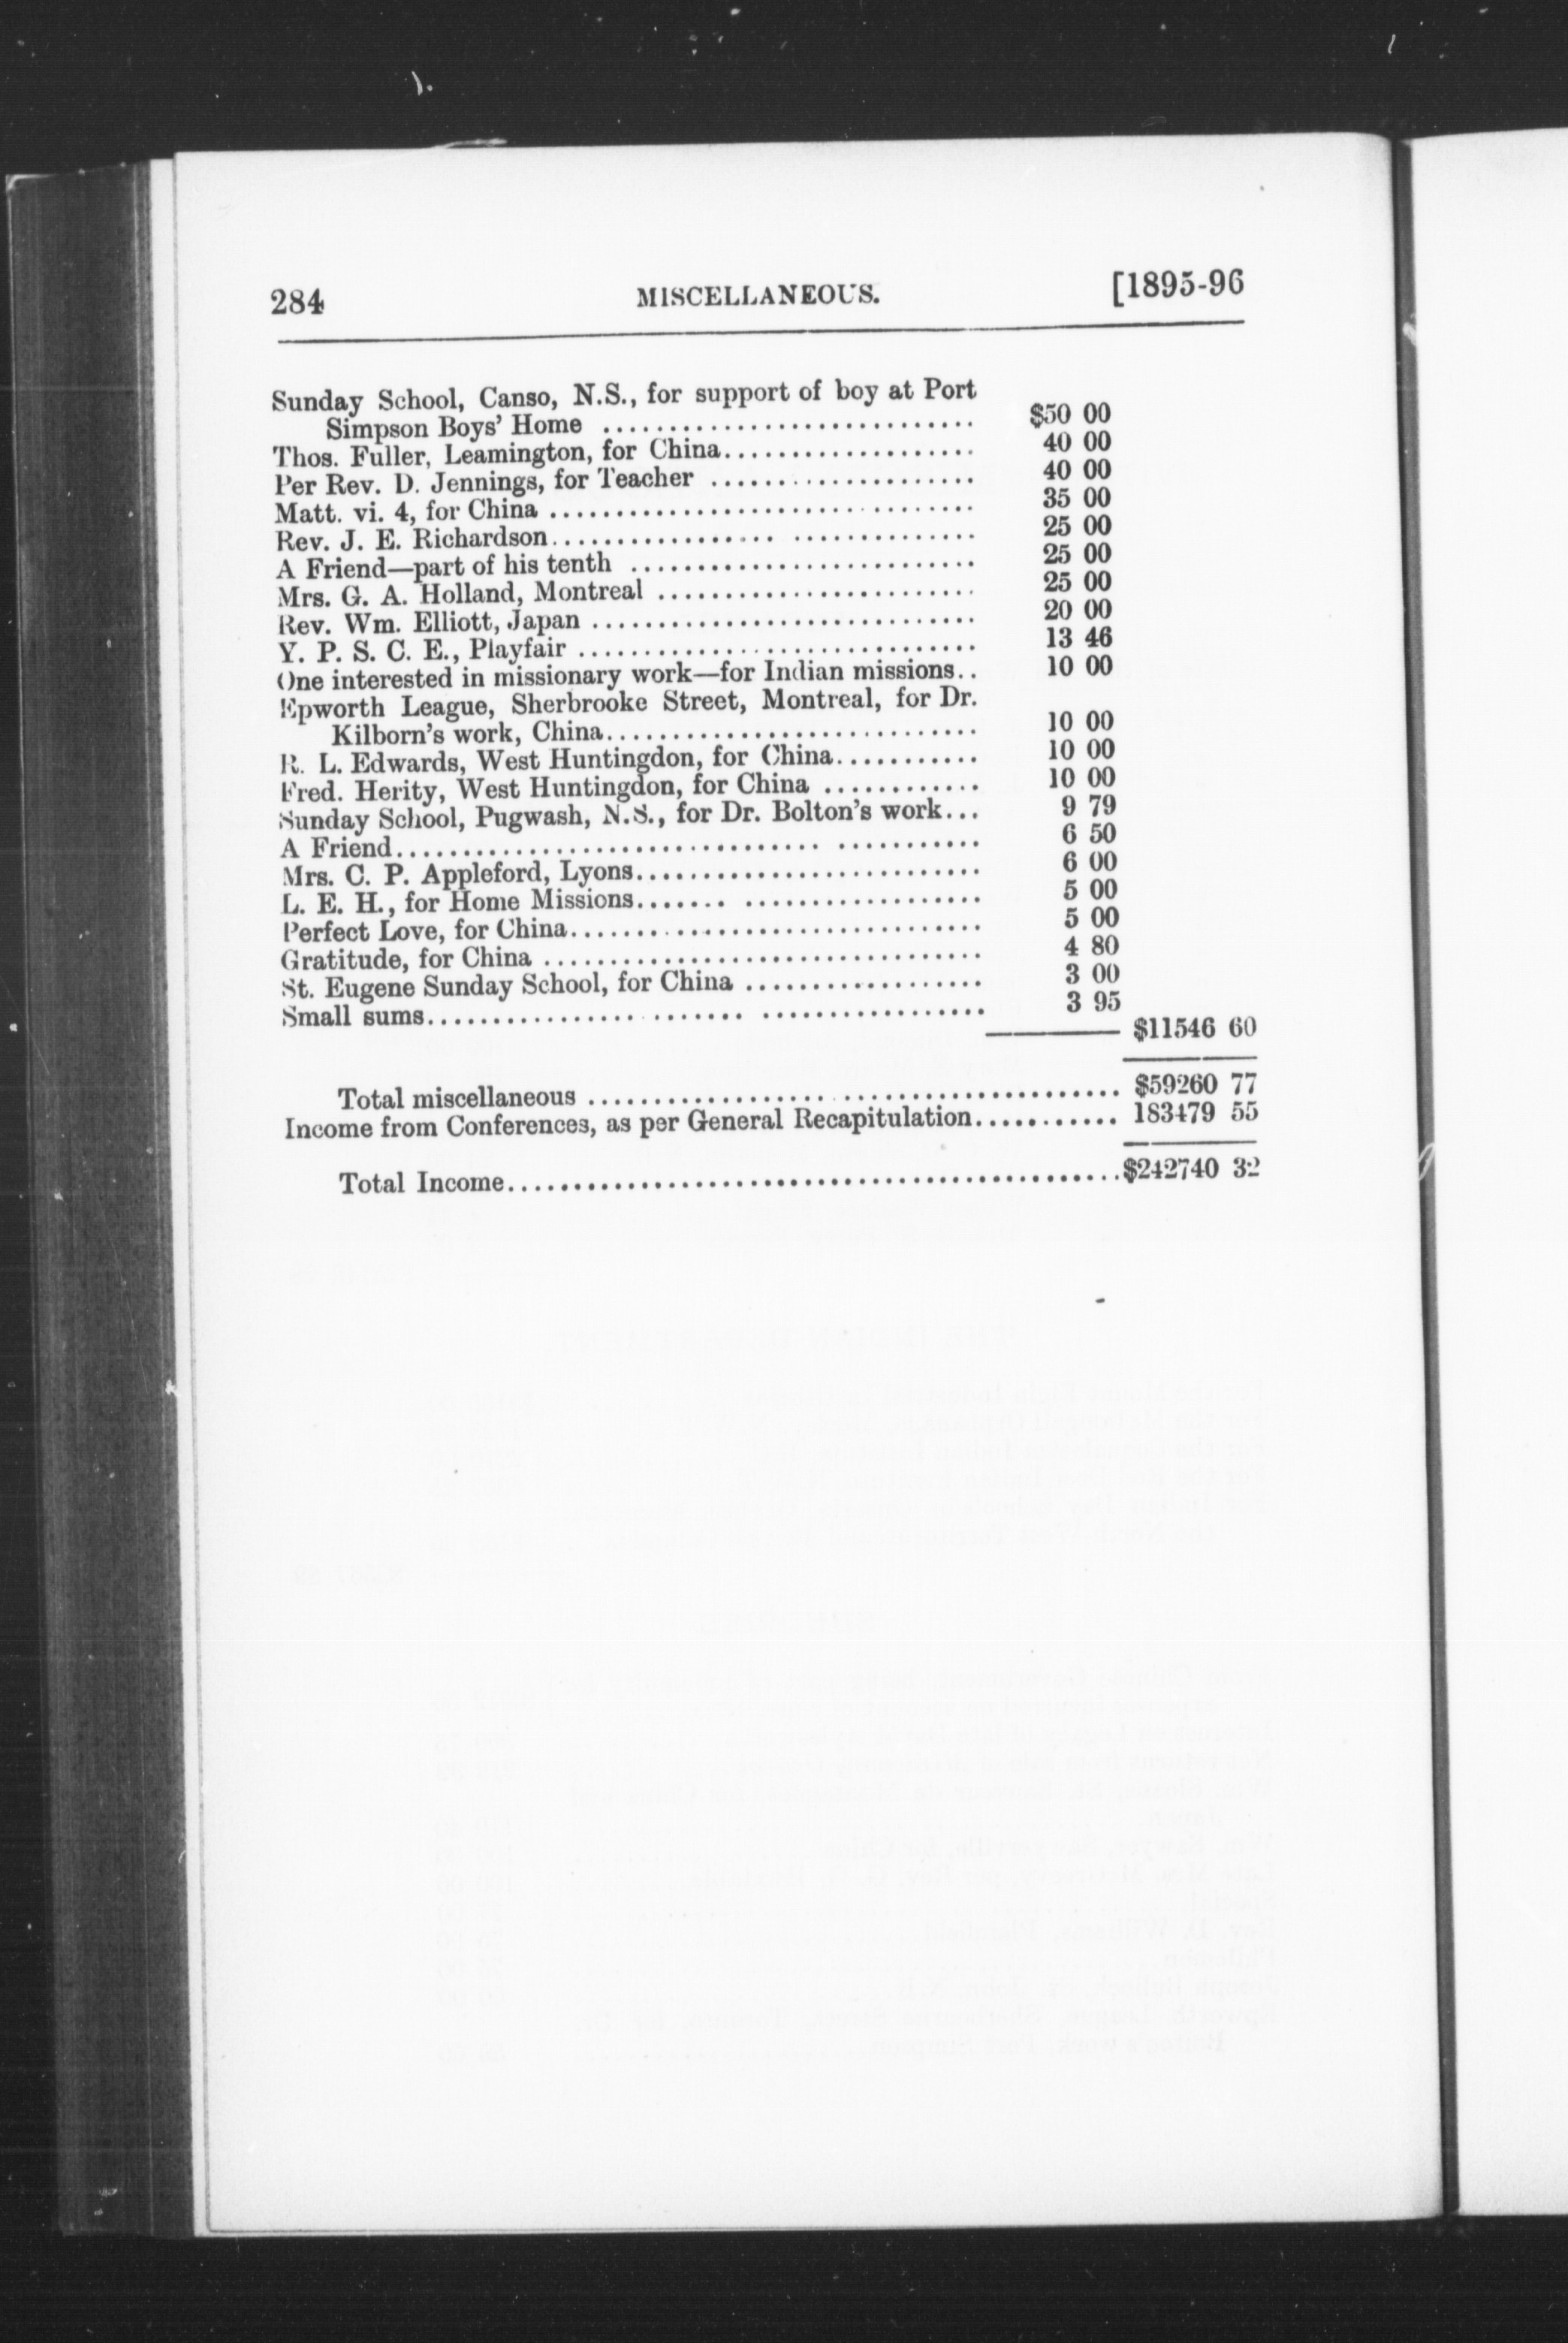 284 MISCELLANEOUS. [1895-96
Sunday School, Canso, N.S., for support of boy at Port
Simpson Boys' Home ............................ $50 00
Thos. Fuller, Leamington, for China................... 40 00
Per Rev. D. Jennings, for Teacher .................... 40 00
Matt. vi. 4, for China ................................ 35 00
Rev. J. E. Richardson................................ 25 00
A Friend—part of his tenth .......................... 25 00
Mrs. G. A. Holland, Montreal ........................ 25 00
Rev. Wm. Elliott, Japan ............................. 20 00
Y. P. S. C. E., Playfair .............................. 13 46
One interested in missionary work—for Indian missions.. 10 00
Epworth League, Sherbrooke Street, Montreal, for Dr.
Kilborn's work, China............................ 10 00
R. L. Edwards, West Huntingdon, for China........... 10 00
Fred. Herity, West Huntingdon, for China ............ 10 00
Sunday School, Pugwash, N.S., for Dr. Bolton's work... 9 79
A Friend............................................ 6 50
Mrs. C. P. Appleford, Lyons.......................... 6 00
L. E. H., for Home Missions......................... 5 00
Perfect Love, for China............................... 5 00
Gratitude, for China ................................. 4 80
St. Eugene Sunday School, for China .................. 3 00
Small sums.......................................... 3 95
$11546 60
Total miscellaneous ........................................ $59260 77
Income from Conferences, as per General Recapitulation........... 183479 55
Total Income..............................................$242740 32